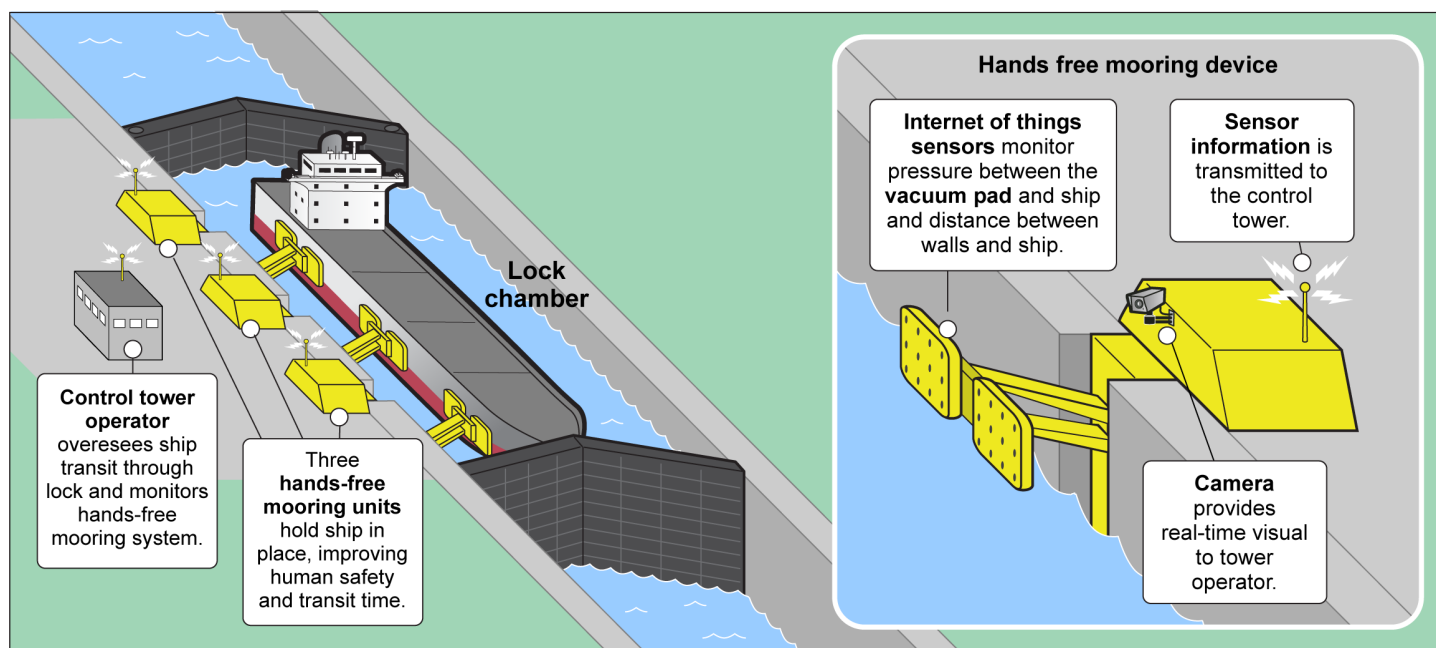 Lock
chamber
Control tower
operator
overesees ship
transit through
lock and monitors
hands-free
mooring system.
Three
hands-free
mooring units
hold ship in
place, improving
human safety
and transit time.
Hands free mooring device
Internet of things
sensors monitor
pressure between the
vacuum pad and ship
and distance between
walls and ship.
Sensor
information is
transmitted to
the control
tower.
Camera
provides
real-time visual
to tower
operator.